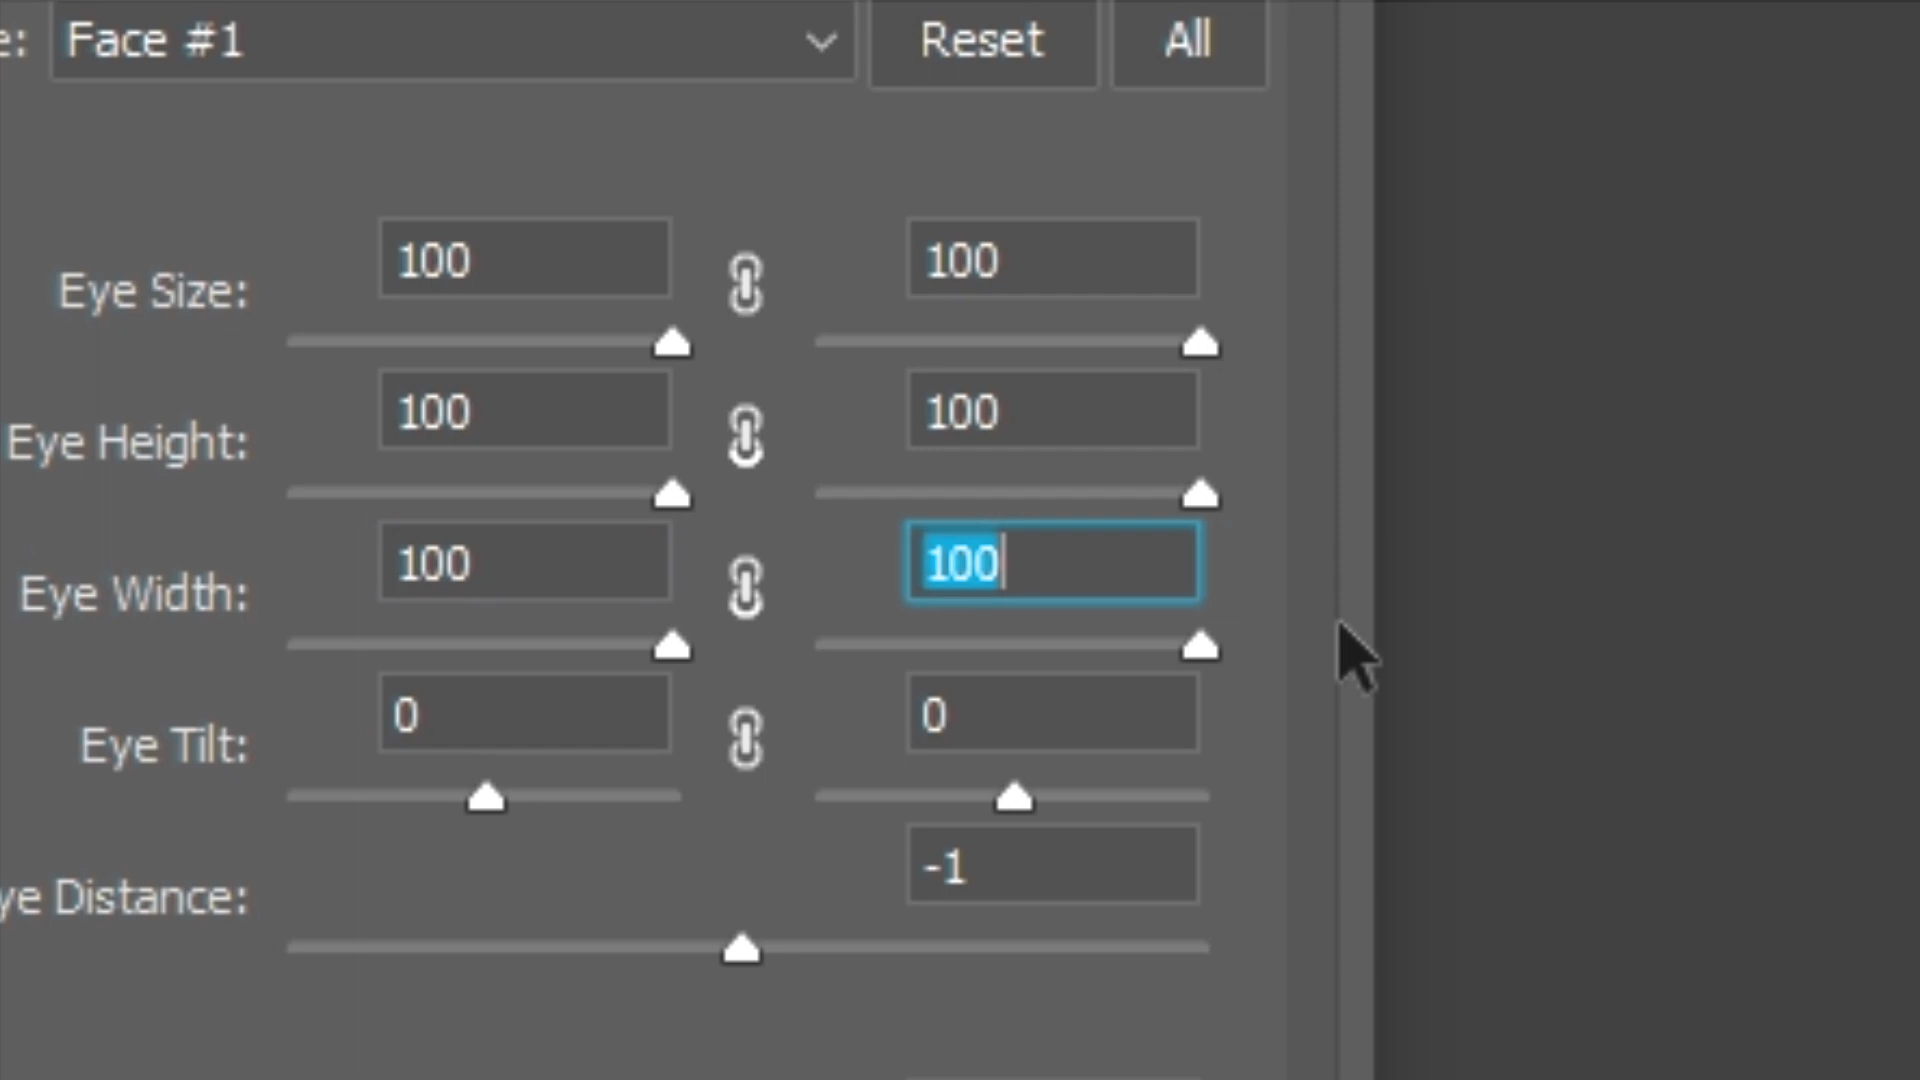 e: Face #1 Reset All
Eye Size: 100 100
Eye Height: 100 100
Eye Width: 100 100
Eye Tilt: 0 0
ye Distance: -1